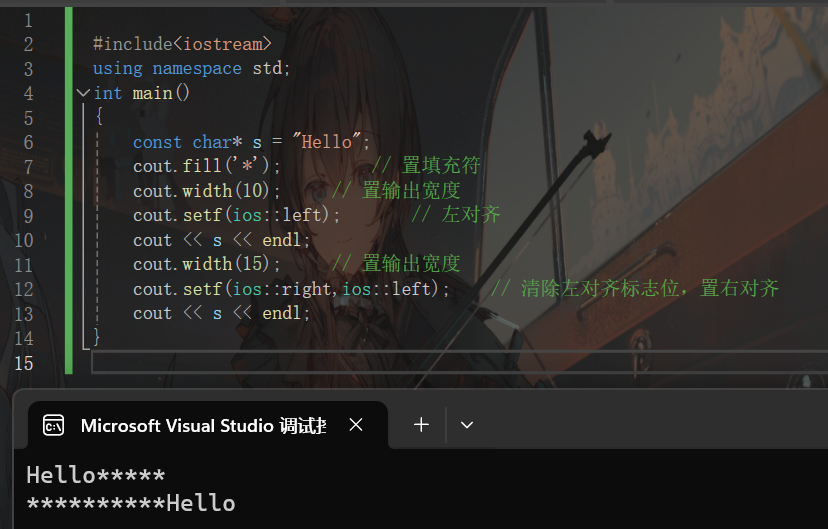 1
2 #include<iostream>
3 using namespace std;
4 int main()
5 {
6 const char* s = "Hello";
7 cout.fill('*'); // 置填充符
8 cout.width(10); // 置输出宽度
9 cout.setf(ios::left); // 左对齐
10 cout << s << endl;
11 cout.width(15); // 置输出宽度
12 cout.setf(ios::right,ios::left); // 清除左对齐标志位，置右对齐
13 cout << s << endl;
14 }
15
C:\ Microsoft Visual Studio 调试
Hello*****
**********Hello